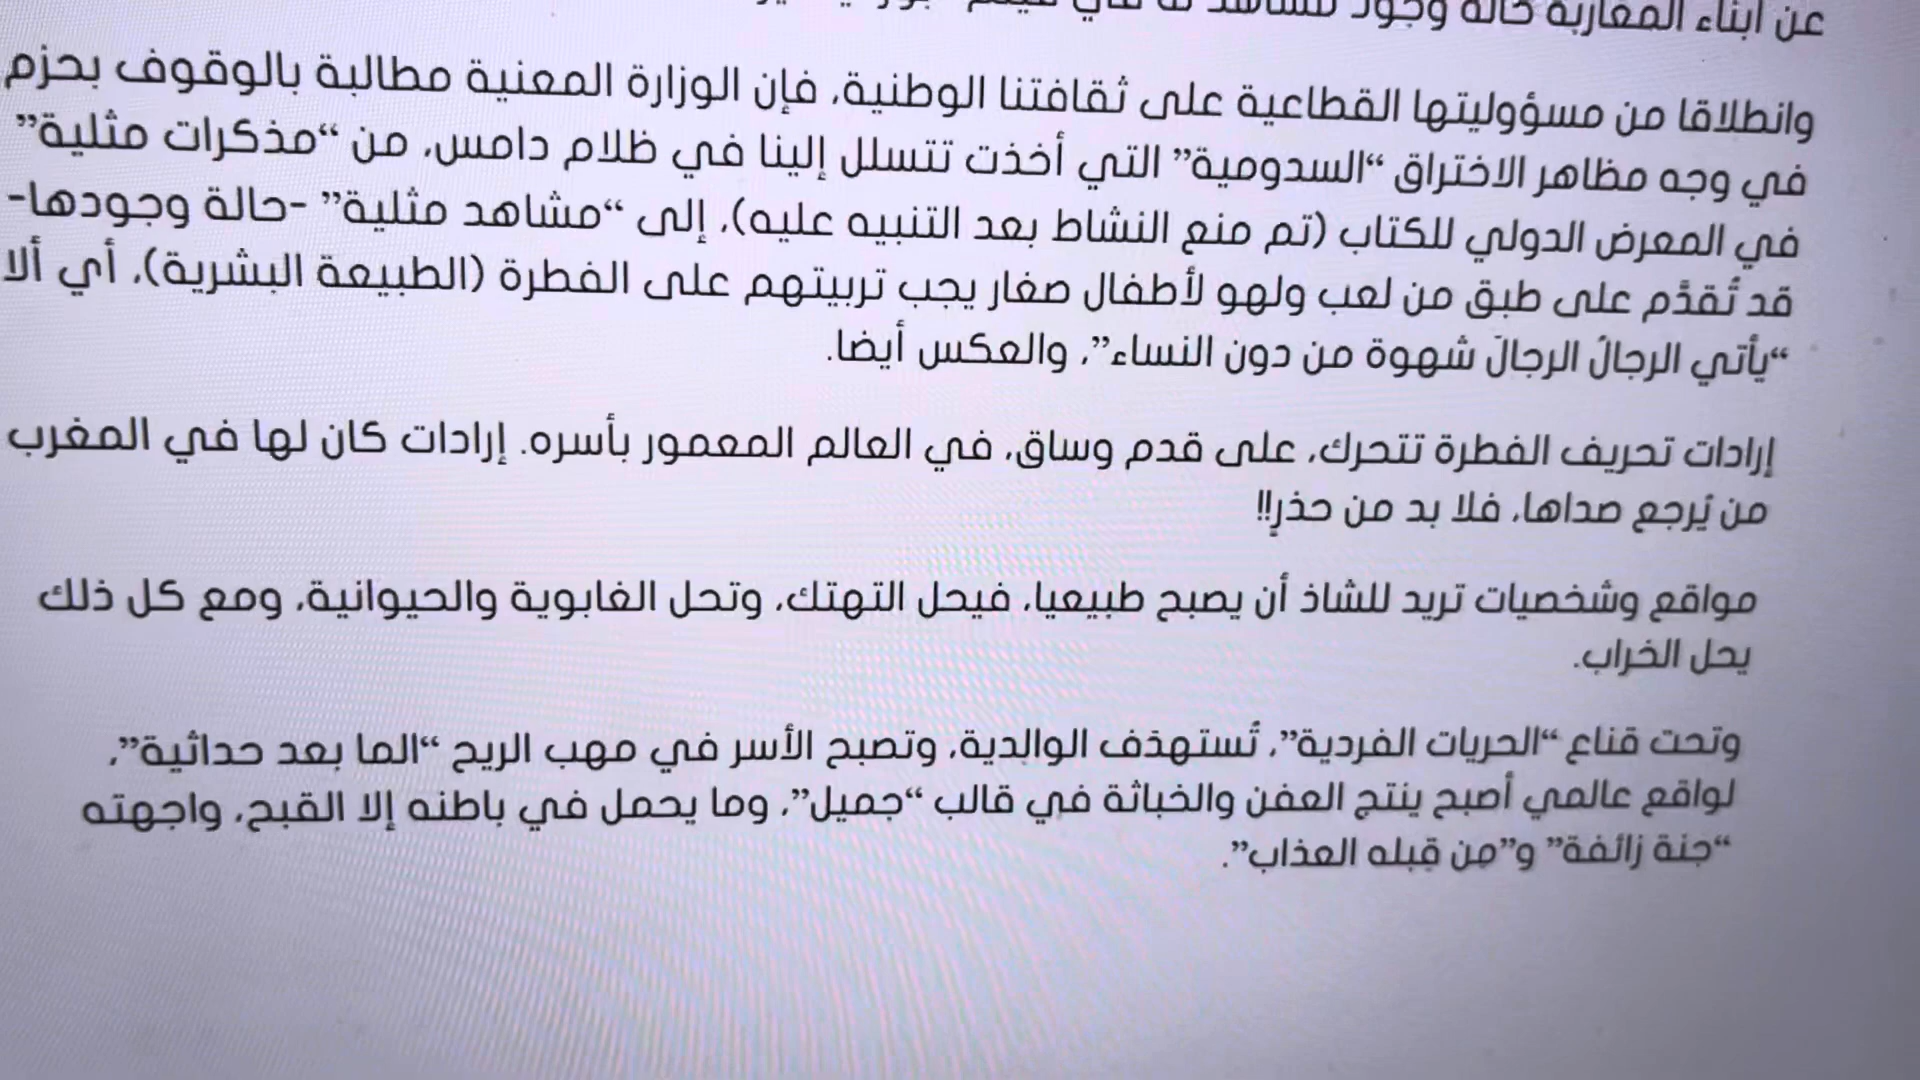 عن أبناء المغاربة حالة وجود
وانطلاقا من مسؤوليتها القطاعية على ثقافتنا الوطنية، فإن الوزارة المعنية مطالبة بالوقوف بحزم
في وجه مظاهر الاختراق “السدومية” التي أخذت تتسلل إلينا في ظلام دامس، من “مذكرات مثلية”
في المعرض الدولي للكتاب (تم منع النشاط بعد التنبيه عليه)، إلى “مشاهد مثلية” -حالة وجودها-
قد تُقدَّم على طبق من لعب ولهو لأطفال صغار يجب تربيتهم على الفطرة (الطبيعة البشرية)، أي ألا
“يأتي الرجالُ الرجالَ شهوة من دون النساء”، والعكس أيضا.
إرادات تحريف الفطرة تتحرك، على قدم وساق، في العالم المعمور بأسره. إرادات كان لها في المغرب
من يُرجع صداها، فلا بد من حذرٍ!!
مواقع وشخصيات تريد للشاذ أن يصبح طبيعيا، فيحل التهتك، وتحل الغابوية والحيوانية، ومع كل ذلك
يحل الخراب.
وتحت قناع “الحريات الفردية”، تُستهدَف الوالدية، وتصبح الأسر في مهب الريح “الما بعد حداثية”،
لواقع عالمي أصبح ينتج العفن والخباثة في قالب “جميل”، وما يحمل في باطنه إلا القبح، واجهته
“جنة زائفة” و”مِن قِبله العذاب”.